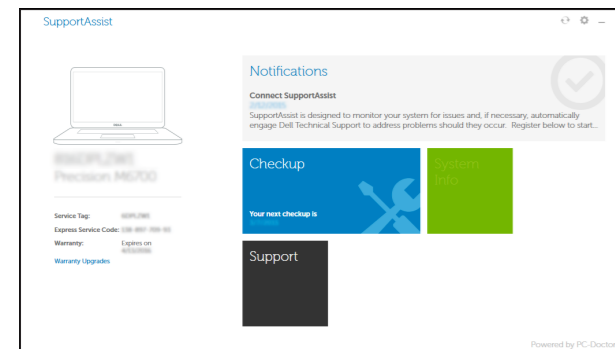 SupportAssist
Notifications
Connect SupportAssist
SupportAssist is designed to monitor your system for issues and, if necessary, automatically
engage Dell Technical Support to address problems should they occur. Register below to start...
DELL
Precision M6700
Checkup
System
Info
Your next checkup is
Service Tag:
Express Service Code:
Warranty: Expires on
Warranty Upgrades
Support
Powered by PC-Doctor